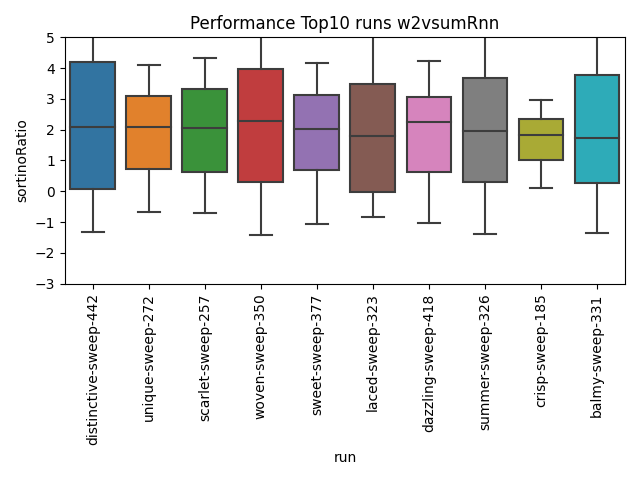 Performance Top10 runs w2vsumRnn
sortinoRatio
5
4
3
2
1
0
−1
−2
−3
distinctive-sweep-442
unique-sweep-272
scarlet-sweep-257
woven-sweep-350
sweet-sweep-377
laced-sweep-323
dazzling-sweep-418
summer-sweep-326
crisp-sweep-185
balmy-sweep-331
run